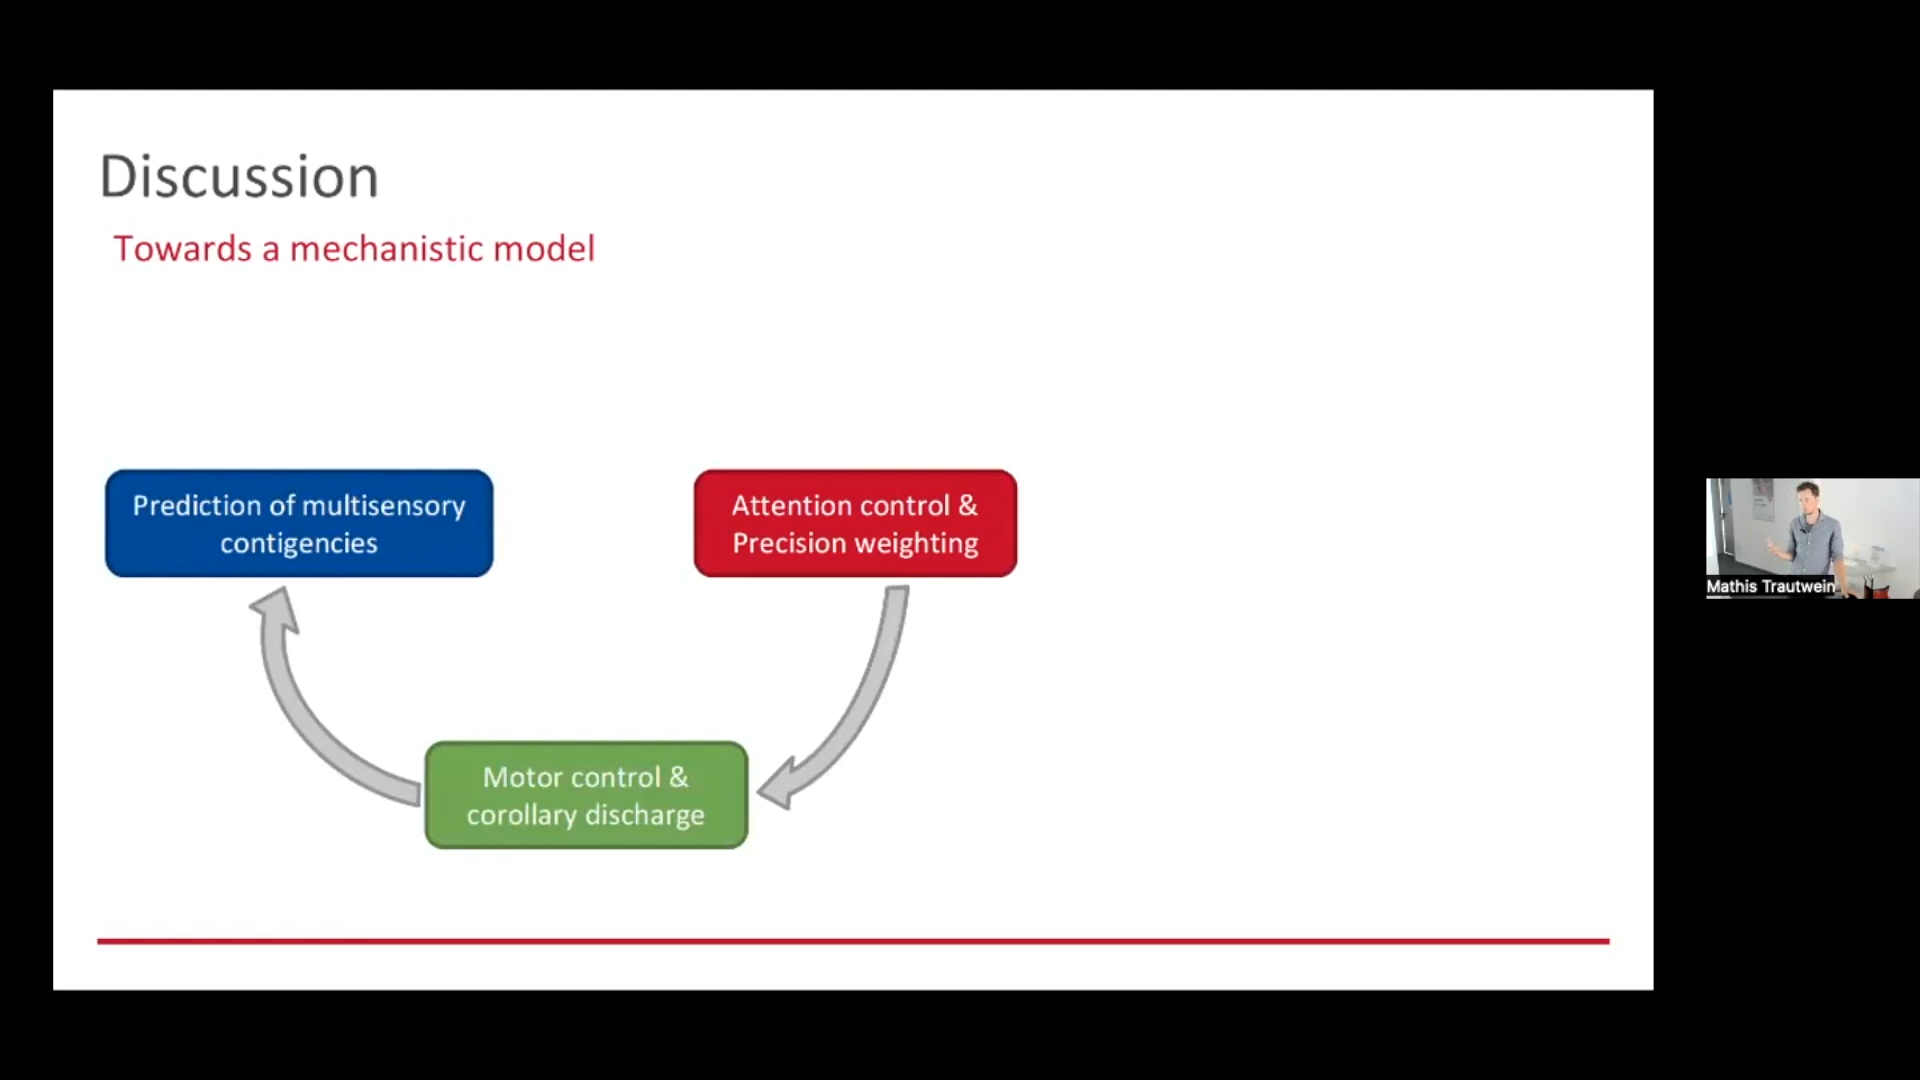 Discussion
Towards a mechanistic model
Prediction of multisensory
contigencies
Attention control &
Precision weighting
Motor control &
corollary discharge
Mathis Trautwein